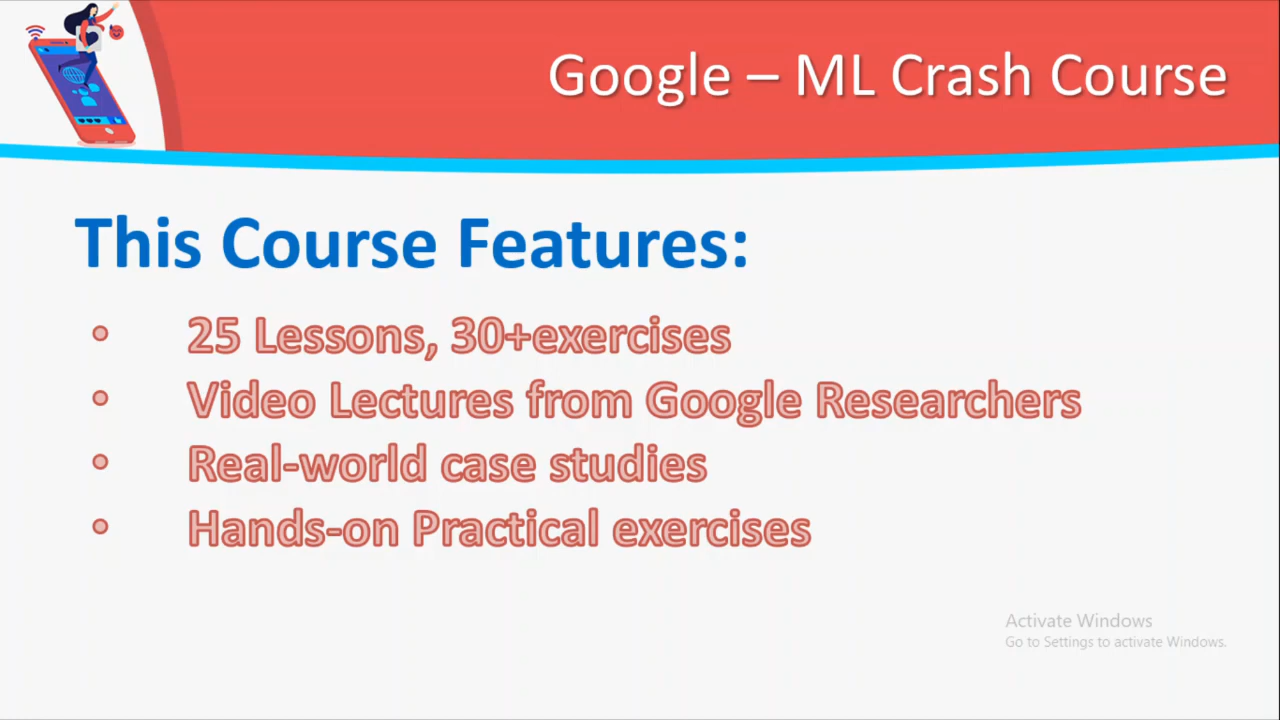 Google – ML Crash Course
This Course Features:
• 25 Lessons, 30+exercises
• Video Lectures from Google Researchers
• Real-world case studies
• Hands-on Practical exercises
Activate Windows
Go to Settings to activate Windows.